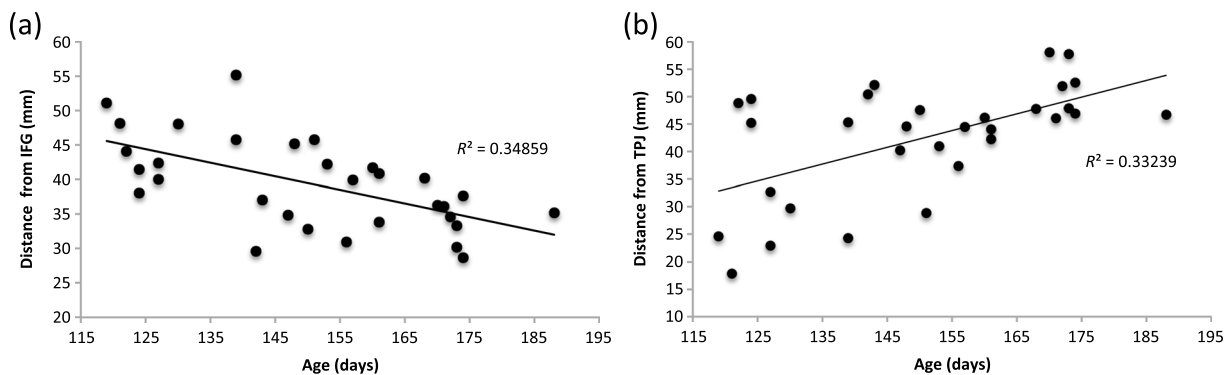 (a)
60
55
50
45
40
35
30
25
20
Distance from IFG (mm)
R² = 0.34859
115 125 135 145 155 165 175 185 195
Age (days)
(b)
60
55
50
45
40
35
30
25
20
15
10
Distance from TPJ (mm)
R² = 0.33239
115 125 135 145 155 165 175 185 195
Age (days)